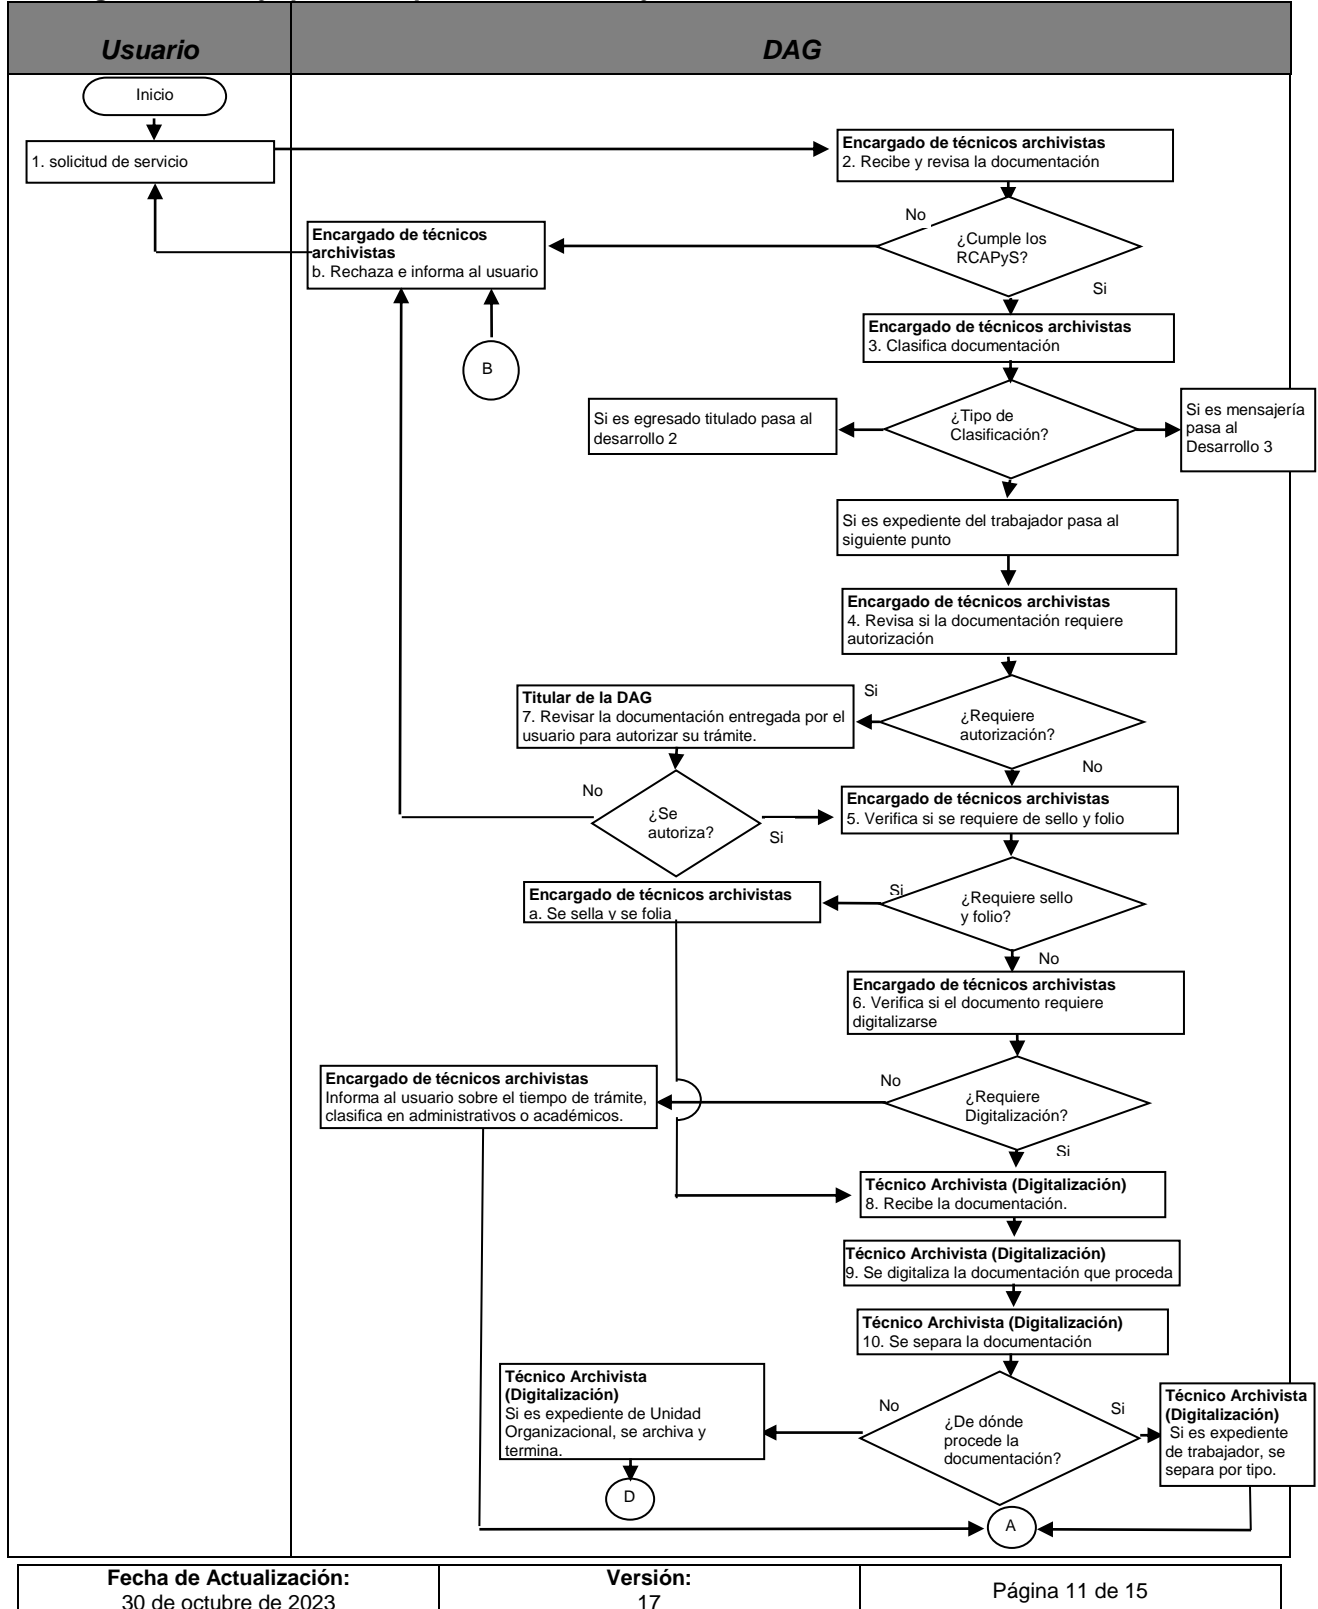 Usuario
DAG
Inicio
1. solicitud de servicio
Encargado de técnicos archivistas
2. Recibe y revisa la documentación
No
¿Cumple los
RCAPyS?
Si
Encargado de técnicos
archivistas
b. Rechaza e informa al usuario
B
Encargado de técnicos archivistas
3. Clasifica documentación
¿Tipo de
Clasificación?
Si es egresado titulado pasa al
desarrollo 2
Si es mensajería
pasa al
Desarrollo 3
Si es expediente del trabajador pasa al
siguiente punto
Encargado de técnicos archivistas
4. Revisa si la documentación requiere
autorización
Si
¿Requiere
autorización?
No
Titular de la DAG
7. Revisar la documentación entregada por el
usuario para autorizar su trámite.
No
¿Se
autoriza?
Si
Encargado de técnicos archivistas
5. Verifica si se requiere de sello y folio
Si
¿Requiere sello
y folio?
No
Encargado de técnicos archivistas
a. Se sella y se folia
Encargado de técnicos archivistas
6. Verifica si el documento requiere
digitalizarse
No
¿Requiere
Digitalización?
Si
Encargado de técnicos archivistas
Informa al usuario sobre el tiempo de trámite,
clasifica en administrativos o académicos.
Técnico Archivista (Digitalización)
8. Recibe la documentación.
Técnico Archivista (Digitalización)
9. Se digitaliza la documentación que proceda
Técnico Archivista (Digitalización)
10. Se separa la documentación
No
¿De dónde
procede la
documentación?
Si
Técnico Archivista
(Digitalización)
Si es expediente de Unidad
Organizacional, se archiva y
termina.
D
Técnico Archivista
(Digitalización)
Si es expediente
de trabajador, se
separa por tipo.
A
Fecha de Actualización:
30 de octubre de 2023
Versión:
17
Página 11 de 15